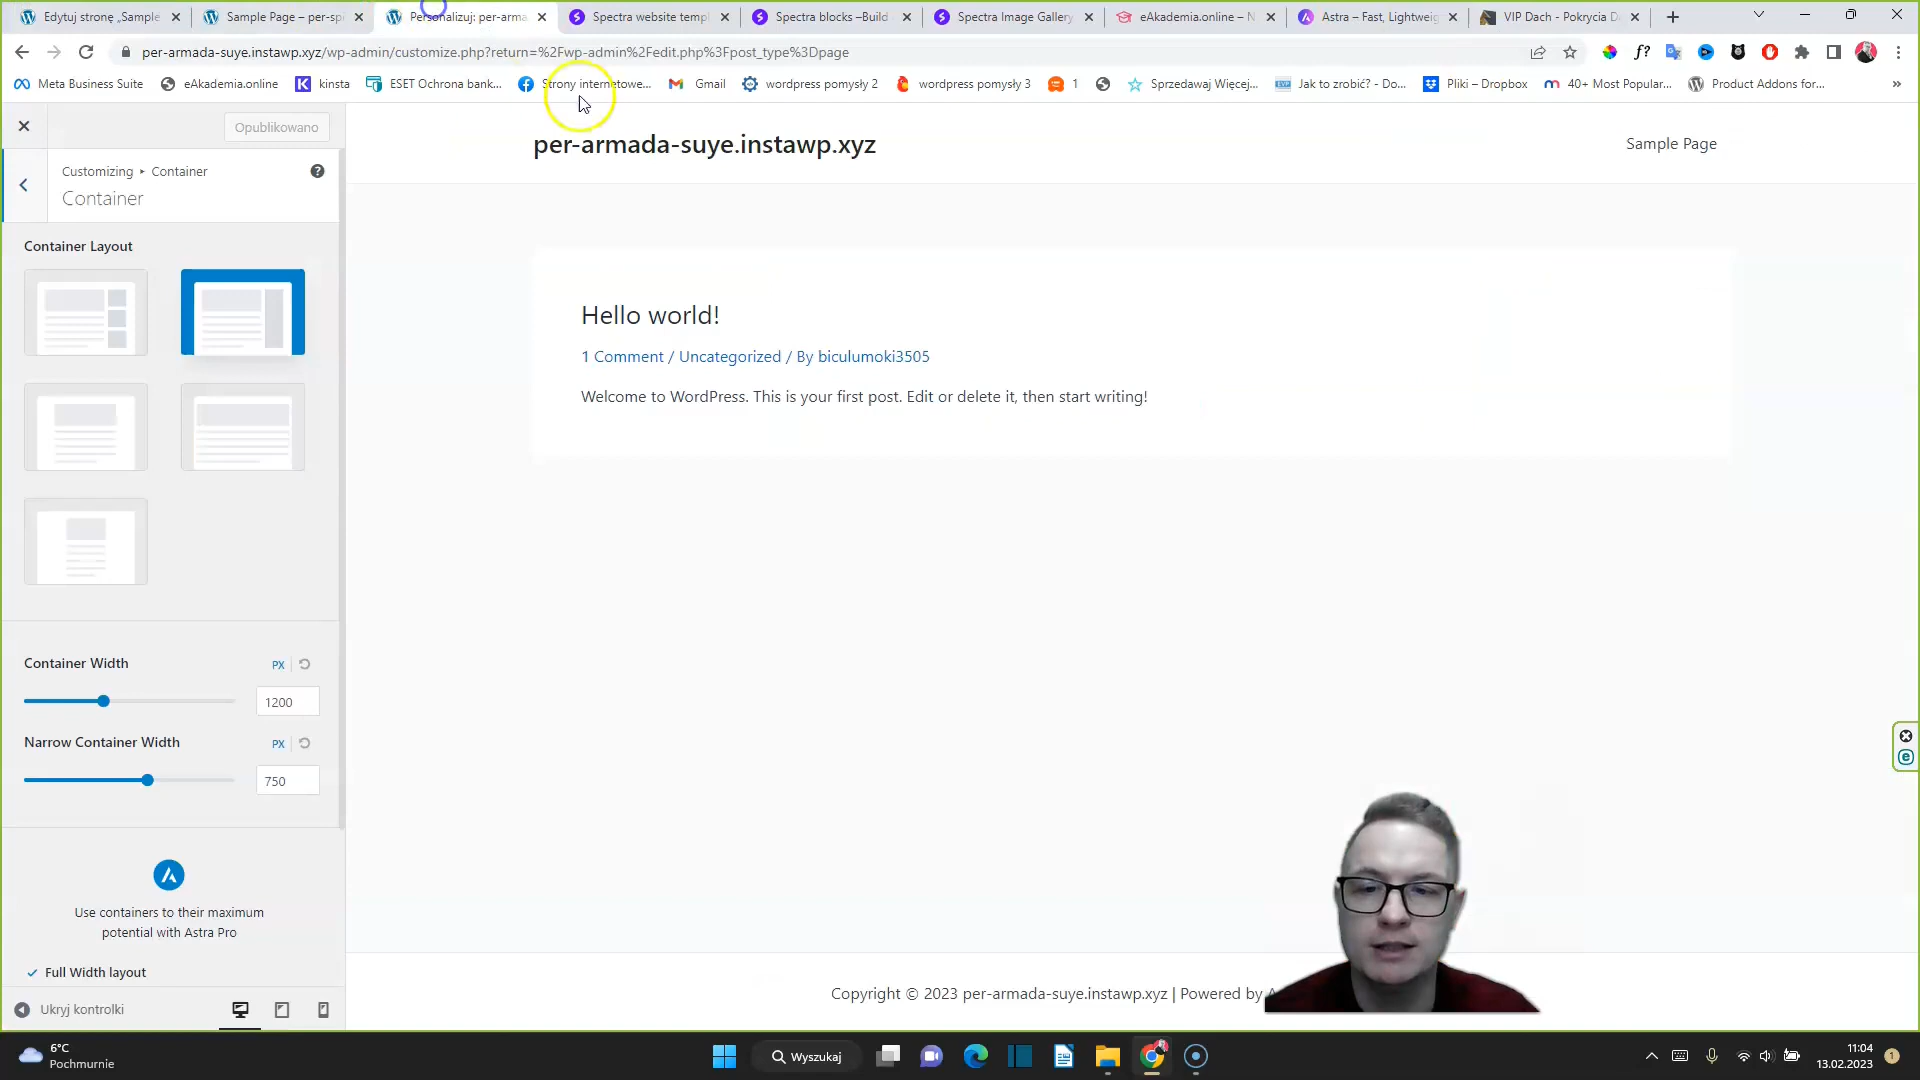 Edytuj stronę „Sample
Sample Page – per-sp
Personalizuj: per-arma
Spectra website temp
Spectra blocks –Build
Spectra Image Gallery
eAkademia.online – N
Astra – Fast, Lightweig
VIP Dach - Pokrycia D
per-armada-suye.instawp.xyz/wp-admin/customize.php?return=%2Fwp-admin%2Fedit.php%3Fpost_type%3Dpage
f?
Meta Business Suite
eAkademia.online
kinsta
ESET Ochrona bank...
Strony internetowe...
Gmail
wordpress pomysły 2
wordpress pomysły 3
1
Sprzedawaj Więcej...
Jak to zrobić? - Do...
Pliki – Dropbox
40+ Most Popular...
Product Addons for...
Opublikowano
Customizing ▸ Container
Container
Container Layout
Container Width
PX
1200
Narrow Container Width
PX
750
Use containers to their maximum
potential with Astra Pro
Full Width layout
Ukryj kontrolki
per-armada-suye.instawp.xyz
Sample Page
Hello world!
1 Comment / Uncategorized / By biculumoki3505
Welcome to WordPress. This is your first post. Edit or delete it, then start writing!
Copyright © 2023 per-armada-suye.instawp.xyz | Powered by
6°C
Pochmurnie
Wyszukaj
11:04
13.02.2023
1